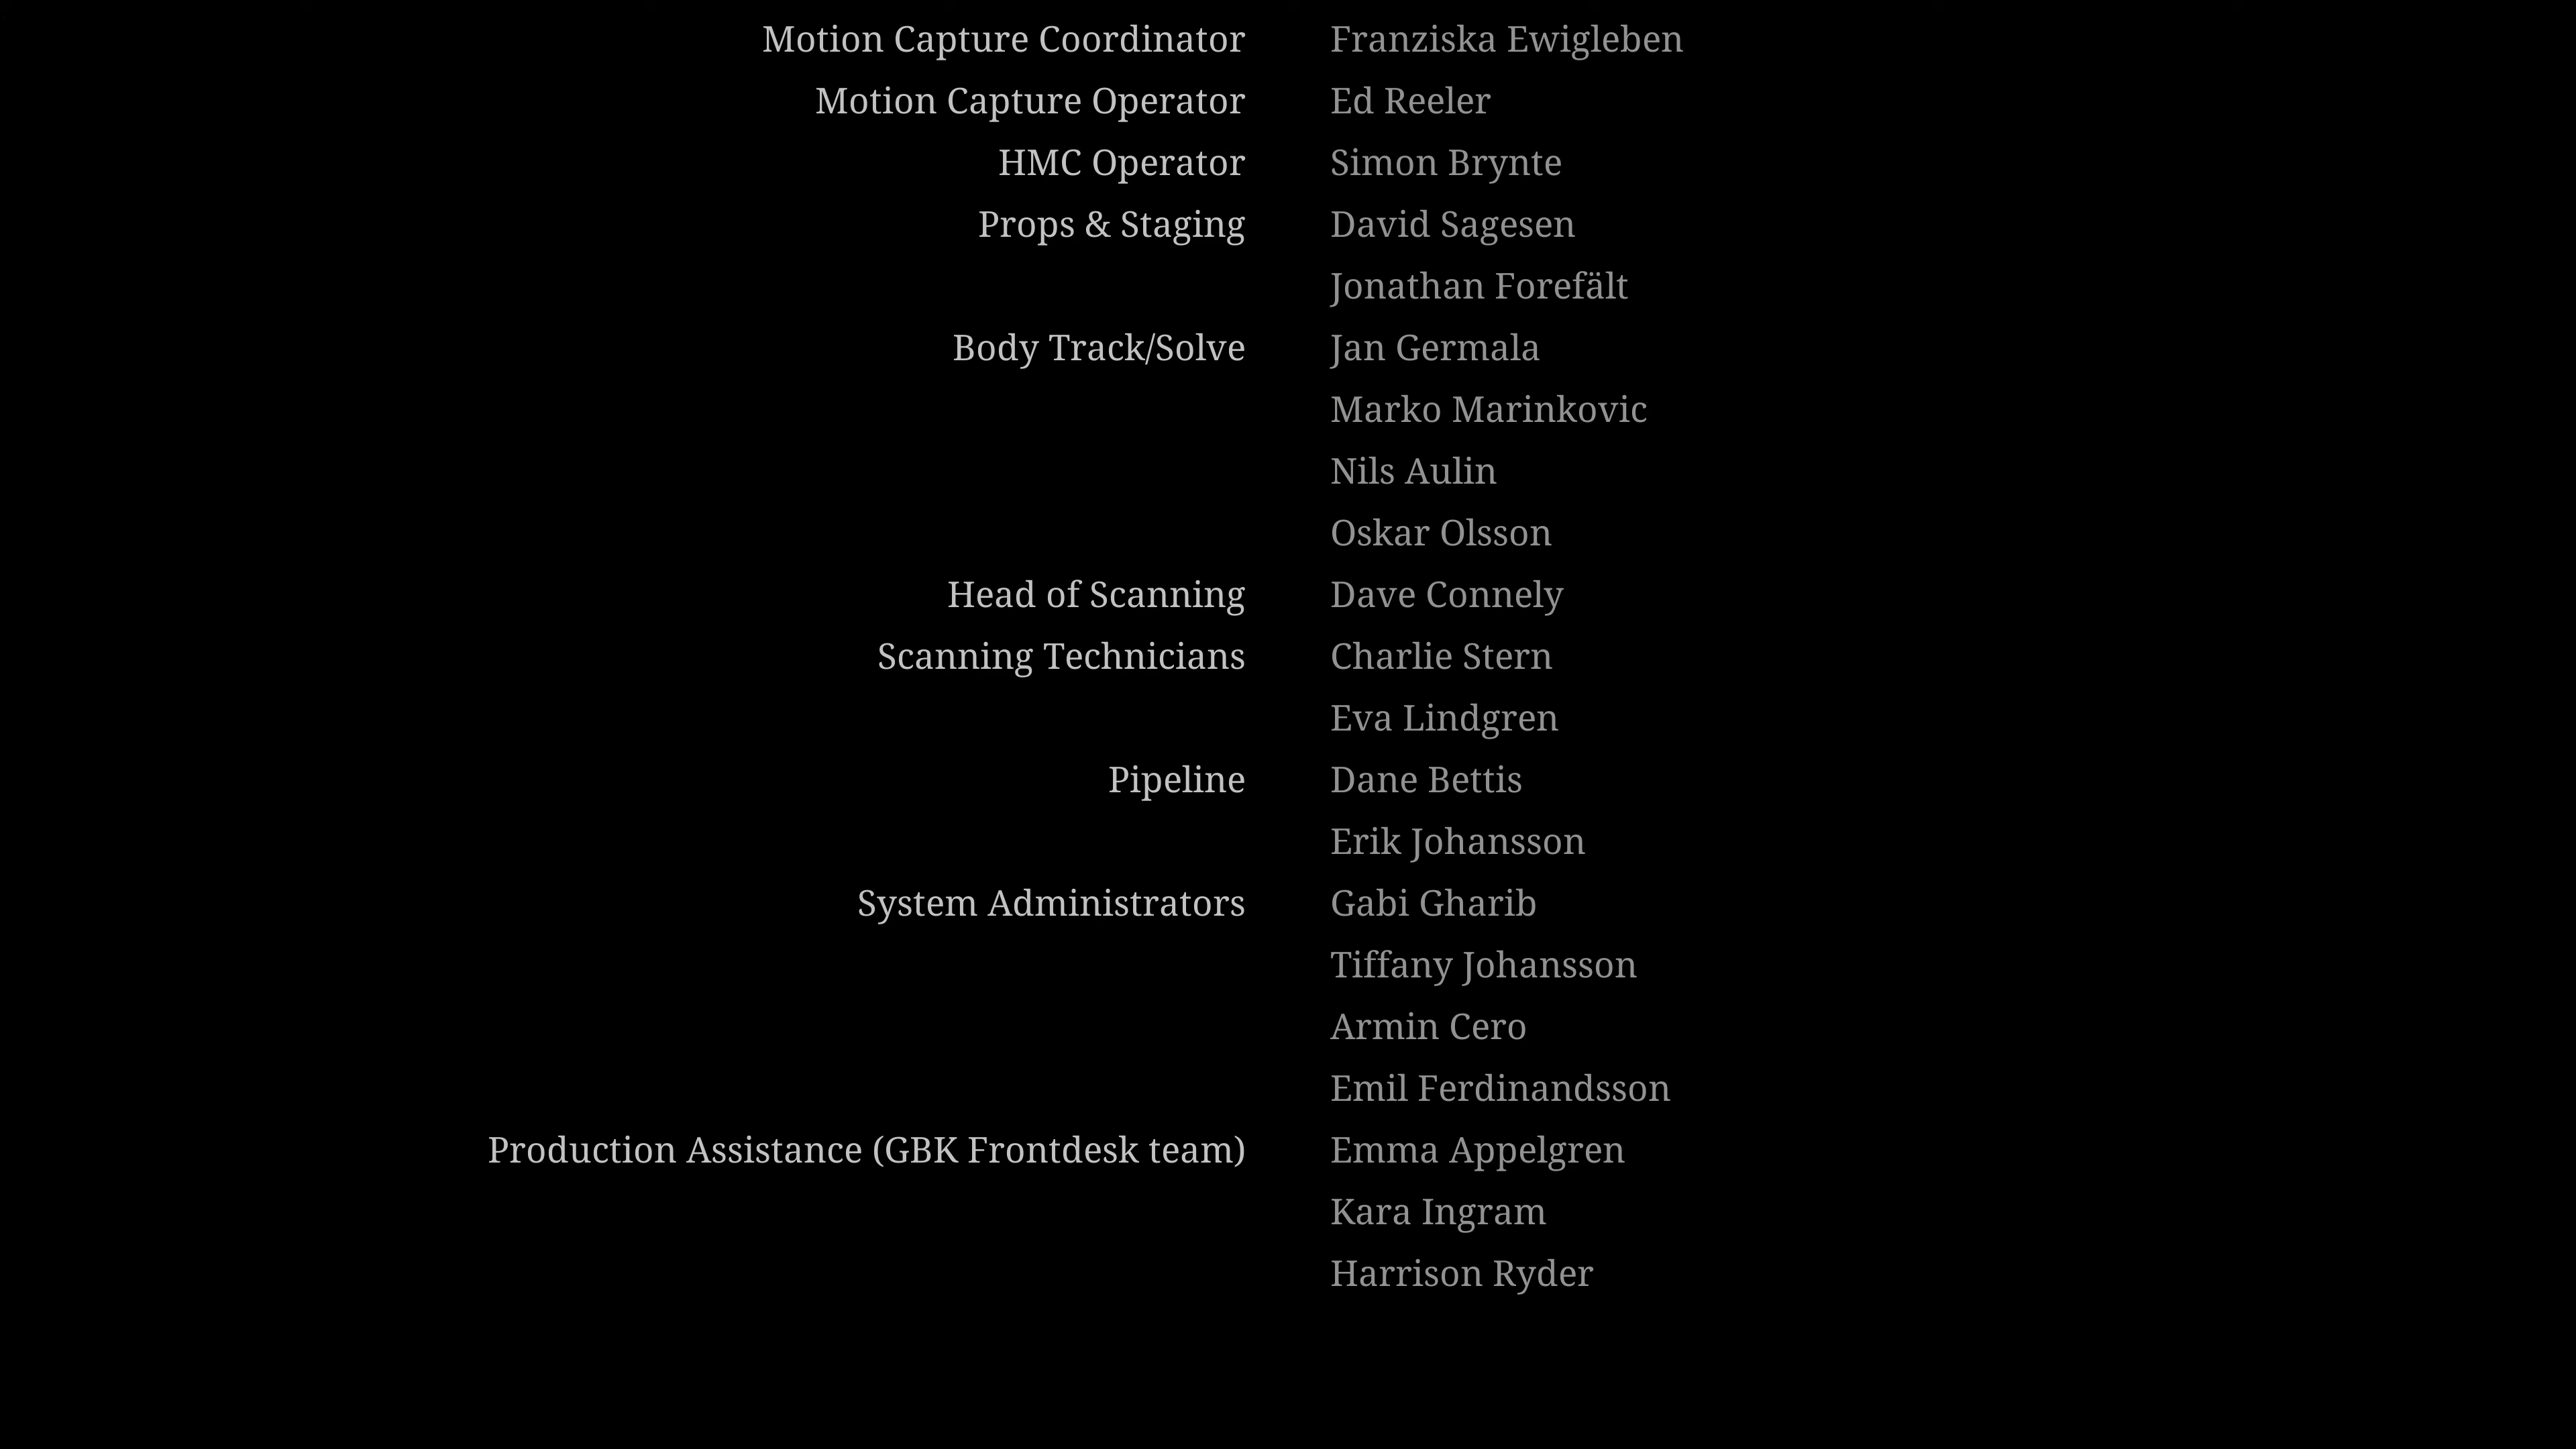 Motion Capture Coordinator Franziska Ewigleben
Motion Capture Operator Ed Reeler
HMC Operator Simon Brynte
Props & Staging David Sagesen
Jonathan Forefält
Body Track/Solve Jan Germala
Marko Marinkovic
Nils Aulin
Oskar Olsson
Head of Scanning Dave Connely
Scanning Technicians Charlie Stern
Eva Lindgren
Pipeline Dane Bettis
Erik Johansson
System Administrators Gabi Gharib
Tiffany Johansson
Armin Cero
Emil Ferdinandsson
Production Assistance (GBK Frontdesk team) Emma Appelgren
Kara Ingram
Harrison Ryder